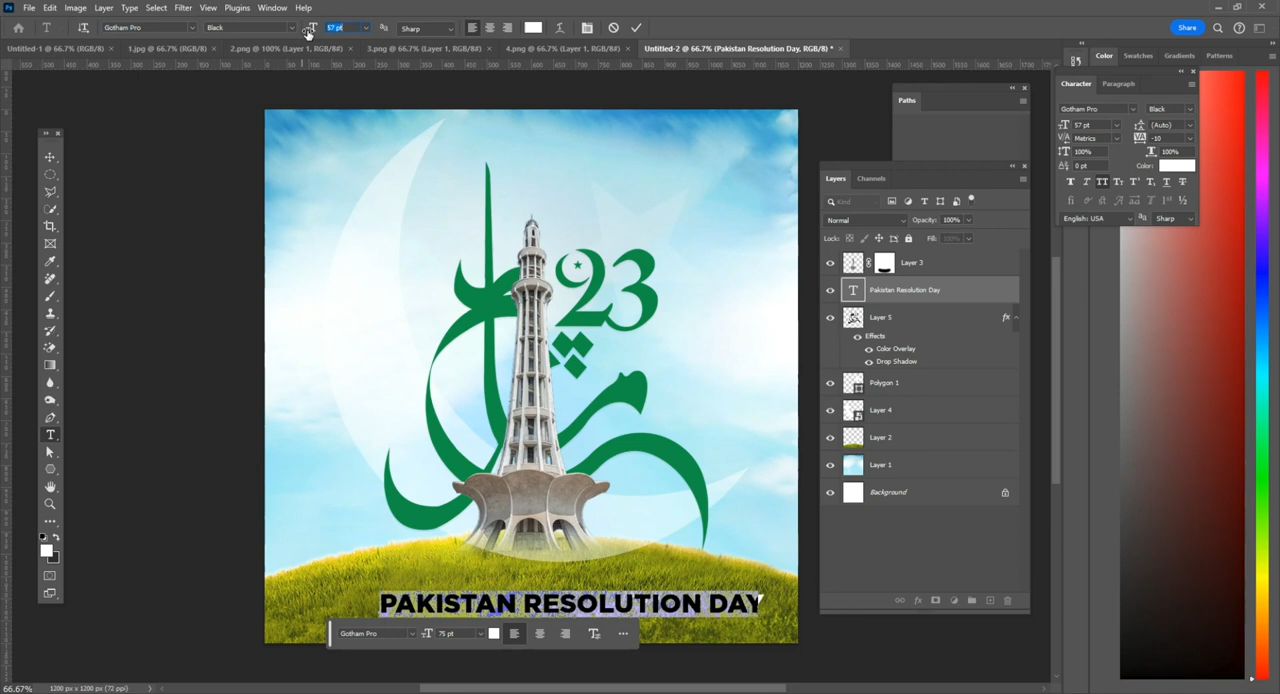 File Edit Image Layer Type Select Filter View Plugins Window Help
Gotham Pro Black 57 pt Sharp Share
Untitled-1 @ 66.7% (RGB/8) × 1.jpg @ 66.7% (RGB/8) × 2.png @ 100% (Layer 1, RGB/8#) × 3.png @ 66.7% (Layer 1, RGB/8#) × 4.png @ 66.7% (Layer 1, RGB/8#) × Untitled-2 @ 66.7% (Pakistan Resolution Day, RGB/8) * ×
Color Swatches Gradients Patterns
Character Paragraph
Gotham Pro Black
57 pt (Auto)
Metrics -10
100% 100%
0 pt Color:
English: USA Sharp
Paths
Layers Channels
Kind
Normal Opacity: 100%
Lock: Fill: 100%
Layer 3
Pakistan Resolution Day
Layer 5 fx
Effects
Color Overlay
Drop Shadow
Polygon 1
Layer 4
Layer 2
Layer 1
Background
23
PAKISTAN RESOLUTION DAY
Gotham Pro 75 pt
66.67% 1200 px x 1200 px (72 ppi)